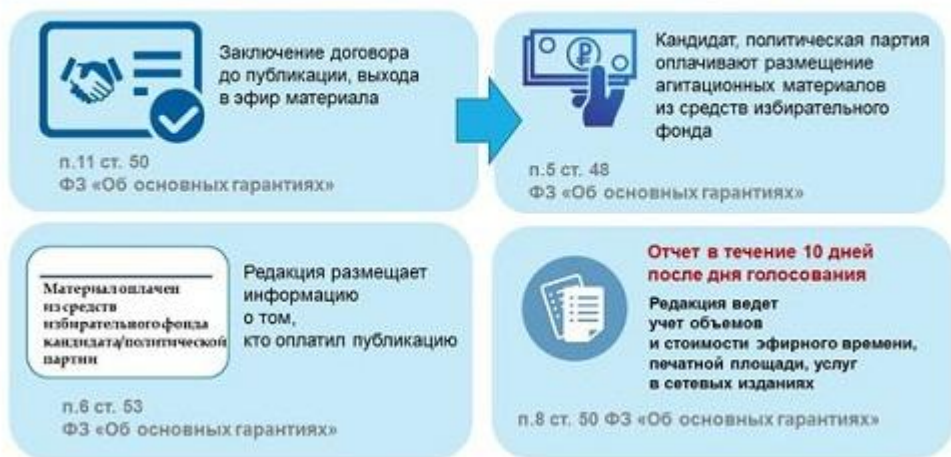 Заключение договора
до публикации, выхода
в эфир материала
п.11 ст. 50
ФЗ «Об основных гарантиях»
Кандидат, политическая партия
оплачивают размещение
агитационных материалов
из средств избирательного
фонда
п.5 ст. 48
ФЗ «Об основных гарантиях»
Материал оплачен
из средств
избирательного фонда
кандидата/политической
партии
Редакция размещает
информацию
о том,
кто оплатил публикацию
п.6 ст. 53
ФЗ «Об основных гарантиях»
Отчет в течение 10 дней
после дня голосования
Редакция ведет
учет объемов
и стоимости эфирного времени,
печатной площади, услуг
в сетевых изданиях
п.8 ст. 50 ФЗ «Об основных гарантиях»